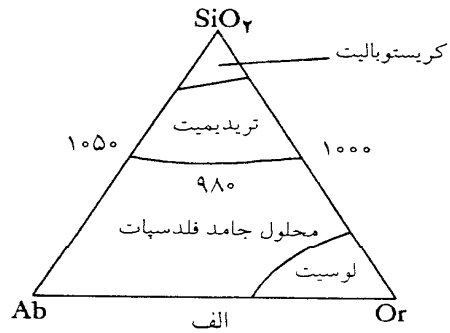 SiO۲
کریستوبالیت
تریدیمیت
۱۰۵۰
۱۰۰۰
۹۸۰
محلول جامد فلدسپات
لوسیت
Ab
Or
الف